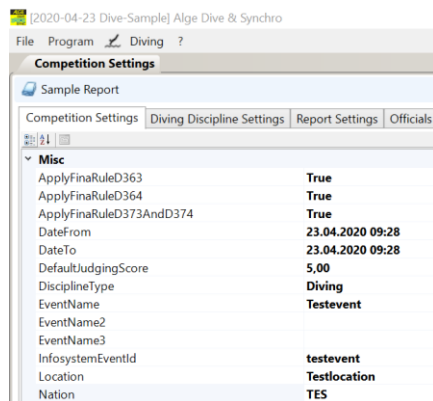 [2020-04-23 Dive-Sample] Alge Dive & Synchro
File Program Diving ?
Competition Settings
Sample Report
Competition Settings Diving Discipline Settings Report Settings Officials
Misc
ApplyFinaRuleD363 True
ApplyFinaRuleD364 True
ApplyFinaRuleD373AndD374 True
DateFrom 23.04.2020 09:28
DateTo 23.04.2020 09:28
DefaultJudgingScore 5,00
DisciplineType Diving
EventName Testevent
EventName2
EventName3
InfosystemEventId testevent
Location Testlocation
Nation TES